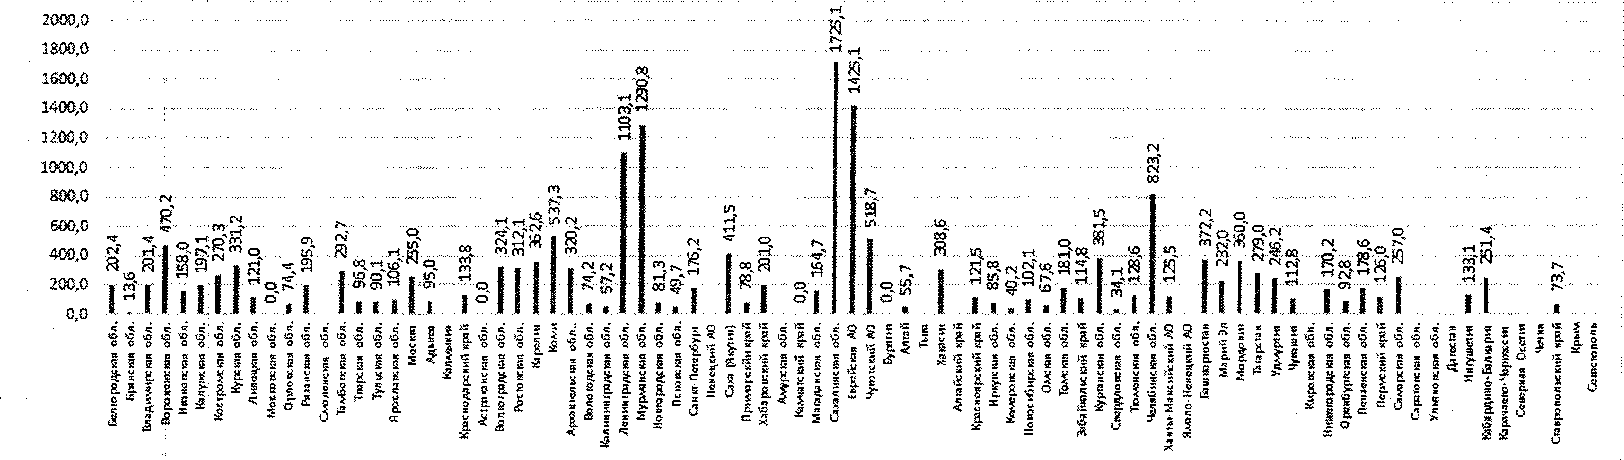 2000,0
1800,0
1600,0
1400,0
1200,0
1000,0
800,0
600,0
400,0
200,0
0,0
202,4
13,6
201,4
470,2
158,0
197,1
270,3
331,2
121,0
0,0
74,4
195,9
292,7
96,8
90,1
106,1
255,0
95,0
133,8
0,0
324,1
312,1
362,6
537,3
320,2
74,2
57,2
1103,1
1290,8
81,3
49,7
176,2
411,5
78,8
201,0
0,0
164,7
1725,1
1425,1
518,7
0,0
55,7
308,6
121,5
85,8
40,2
102,1
67,6
181,0
114,8
381,5
34,1
128,6
823,2
125,5
372,2
232,0
360,0
279,0
246,2
112,8
170,2
92,8
178,6
126,0
257,0
133,1
251,4
73,7
Белгородская обл.
Брянская обл.
Владимирская обл.
Воронежская обл.
Ивановская обл.
Калужская обл.
Костромская обл.
Курская обл.
Липецкая обл.
Московская обл.
Орловская обл.
Рязанская обл.
Смоленская обл.
Тамбовская обл.
Тверская обл.
Тульская обл.
Ярославская обл.
Москва
Адыгея
Калмыкия
Краснодарский край
Астраханская обл.
Волгоградская обл.
Ростовская обл.
Карелия
Коми
Архангельская обл.
Вологодская обл.
Калининградская обл.
Ленинградская обл.
Мурманская обл.
Новгородская обл.
Псковская обл.
Санкт-Петербург
Ненецкий АО
Саха (Якутия)
Приморский край
Хабаровский край
Амурская обл.
Камчатский край
Магаданская обл.
Сахалинская обл.
Еврейская АО
Чукотский АО
Бурятия
Алтай
Тыва
Хакасия
Алтайский край
Красноярский край
Иркутская обл.
Кемеровская обл.
Новосибирская обл.
Омская обл.
Томская обл.
Забайкальский край
Курганская обл.
Свердловская обл.
Тюменская обл.
Челябинская обл.
Ханты-Мансийский АО
Ямало-Ненецкий АО
Башкортостан
Марий Эл
Мордовия
Татарстан
Удмуртия
Чувашия
Кировская обл.
Нижегородская обл.
Оренбургская обл.
Пензенская обл.
Пермский край
Самарская обл.
Саратовская обл.
Ульяновская обл.
Дагестан
Ингушетия
Кабардино-Балкария
Карачаево-Черкессия
Северная Осетия
Чечня
Ставропольский край
Крым
Севастополь